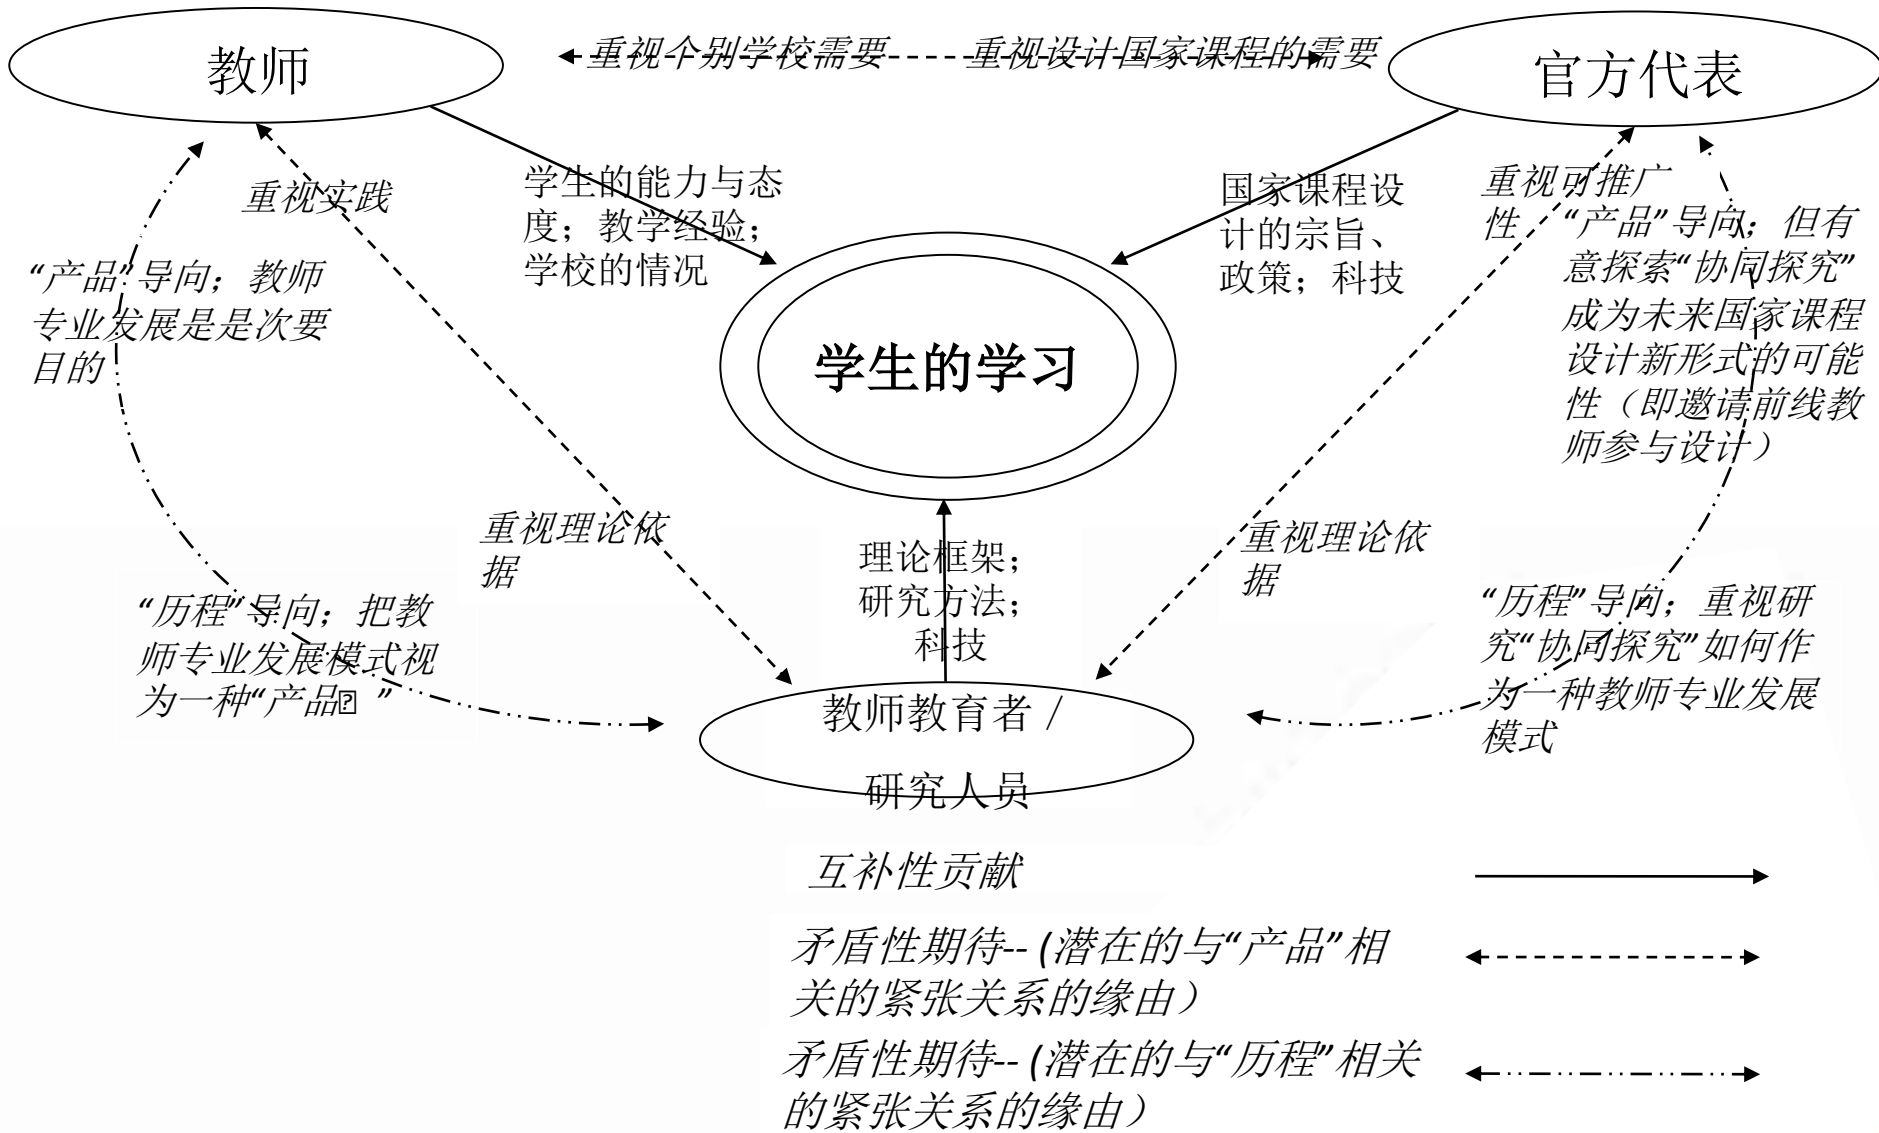 教师
重视个别学校需要
重视设计国家课程的需要
官方代表
重视实践
学生的能力与态
度；教学经验；
学校的情况
国家课程设
计的宗旨、
政策；科技
重视可推广
性
“产品”导向；教师
专业发展是是次要
目的
“产品”导向；但有
意探索“协同探究”
成为未来国家课程
设计新形式的可能
性（即邀请前线教
师参与设计）
学生的学习
重视理论依
据
理论框架；
研究方法；
科技
重视理论依
据
“历程”导向；把教
师专业发展模式视
为一种“产品 ”
“历程”导向；重视研
究“协同探究”如何作
为一种教师专业发展
模式
教师教育者 /
研究人员
互补性贡献
矛盾性期待-- (潜在的与“产品”相
关的紧张关系的缘由）
矛盾性期待-- (潜在的与“历程”相关
的紧张关系的缘由）